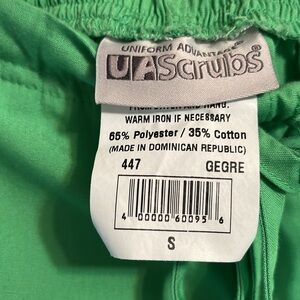 UNIFORM ADVANTAGE
UAScrubs®
WARM IRON IF NECESSARY
65% Polyester / 35% Cotton
(MADE IN DOMINICAN REPUBLIC)
447 GEGRE
4 00000 60095 6
S